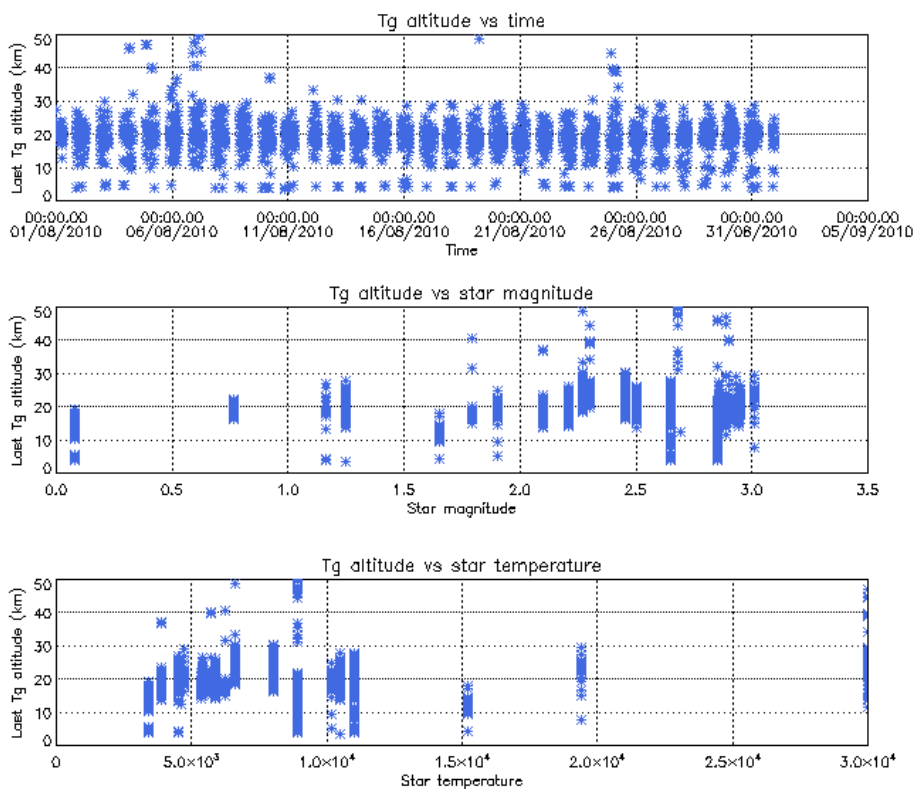 Tg altitude vs time
Last Tg altitude (km)
50
40
30
20
10
0
00:00.00 00:00.00 00:00.00 00:00.00 00:00.00 00:00.00 00:00.00 00:00.00
01/08/2010 06/08/2010 11/08/2010 16/08/2010 21/08/2010 26/08/2010 31/08/2010 05/09/2010
Time
Tg altitude vs star magnitude
Last Tg altitude (km)
50
40
30
20
10
0
0.0 0.5 1.0 1.5 2.0 2.5 3.0 3.5
Star magnitude
Tg altitude vs star temperature
Last Tg altitude (km)
50
40
30
20
10
0
0 5.0×10³ 1.0×10⁴ 1.5×10⁴ 2.0×10⁴ 2.5×10⁴ 3.0×10⁴
Star temperature